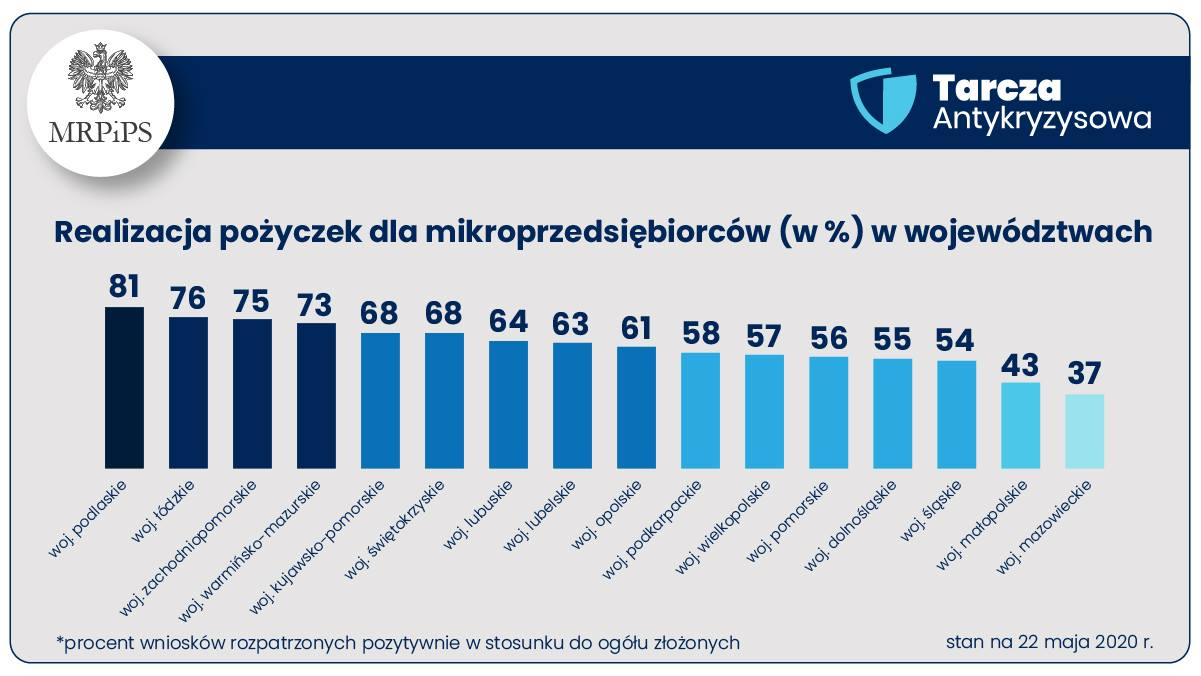 MRPiPS
Tarcza
Antykryzysowa
Realizacja pożyczek dla mikroprzedsiębiorców (w %) w województwach
81
76
75
73
68
68
64
63
61
58
57
56
55
54
43
37
woj. podlaskie
woj. łódzkie
woj. zachodniopomorskie
woj. warmińsko-mazurskie
woj. kujawsko-pomorskie
woj. świętokrzyskie
woj. lubuskie
woj. lubelskie
woj. opolskie
woj. podkarpackie
woj. wielkopolskie
woj. pomorskie
woj. dolnośląskie
woj. śląskie
woj. małopolskie
woj. mazowieckie
*procent wniosków rozpatrzonych pozytywnie w stosunku do ogółu złożonych
stan na 22 maja 2020 r.